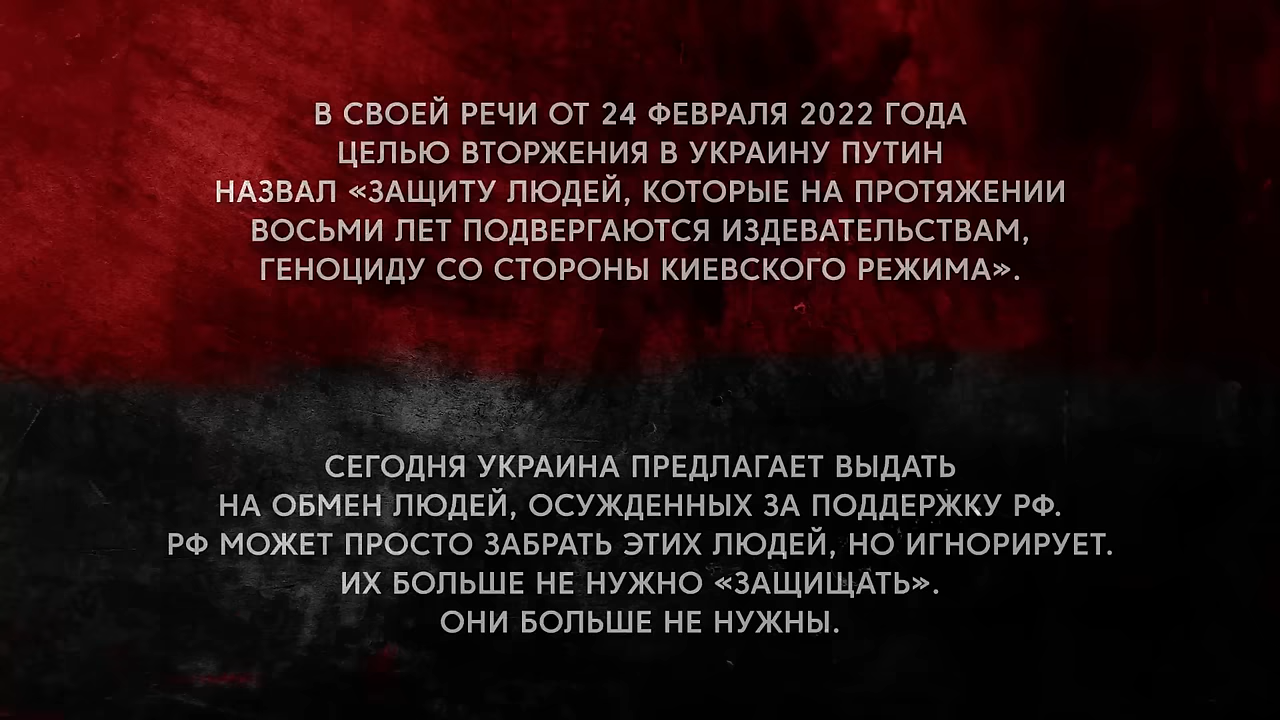 В СВОЕЙ РЕЧИ ОТ 24 ФЕВРАЛЯ 2022 ГОДА
ЦЕЛЬЮ ВТОРЖЕНИЯ В УКРАИНУ ПУТИН
НАЗВАЛ «ЗАЩИТУ ЛЮДЕЙ, КОТОРЫЕ НА ПРОТЯЖЕНИИ
ВОСЬМИ ЛЕТ ПОДВЕРГАЮТСЯ ИЗДЕВАТЕЛЬСТВАМ,
ГЕНОЦИДУ СО СТОРОНЫ КИЕВСКОГО РЕЖИМА».
СЕГОДНЯ УКРАИНА ПРЕДЛАГАЕТ ВЫДАТЬ
НА ОБМЕН ЛЮДЕЙ, ОСУЖДЕННЫХ ЗА ПОДДЕРЖКУ РФ.
РФ МОЖЕТ ПРОСТО ЗАБРАТЬ ЭТИХ ЛЮДЕЙ, НО ИГНОРИРУЕТ.
ИХ БОЛЬШЕ НЕ НУЖНО «ЗАЩИЩАТЬ».
ОНИ БОЛЬШЕ НЕ НУЖНЫ.